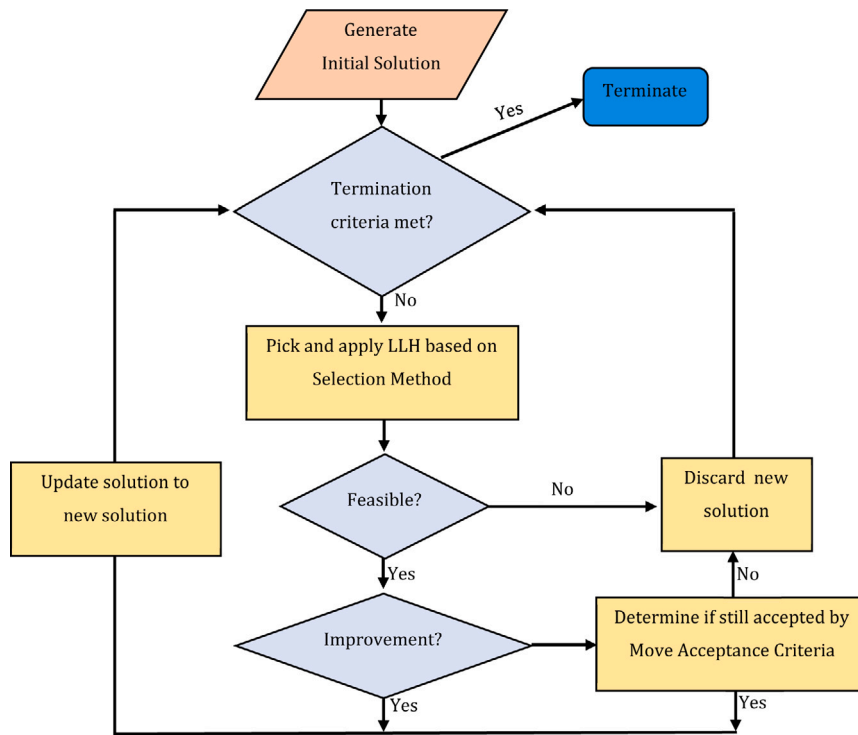 Generate
Initial Solution
Terminate
Yes
Termination
criteria met?
No
Pick and apply LLH based on
Selection Method
Update solution to
new solution
Feasible?
No
Discard new
solution
Yes
No
Improvement?
Determine if still accepted by
Move Acceptance Criteria
Yes
Yes